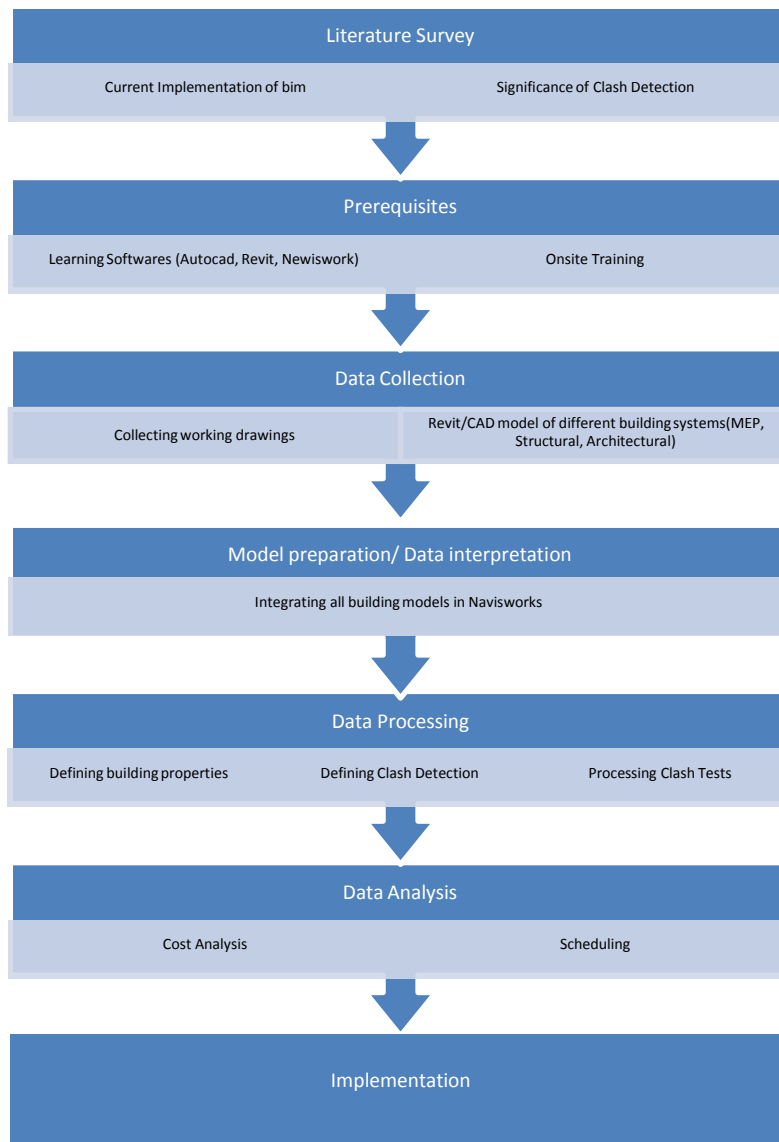 Literature Survey
Current Implementation of bim
Significance of Clash Detection
Prerequisites
Learning Softwares (Autocad, Revit, Newiswork)
Onsite Training
Data Collection
Collecting working drawings
Revit/CAD model of different building systems(MEP,
Structural, Architectural)
Model preparation/ Data interpretation
Integrating all building models in Navisworks
Data Processing
Defining building properties
Defining Clash Detection
Processing Clash Tests
Data Analysis
Cost Analysis
Scheduling
Implementation